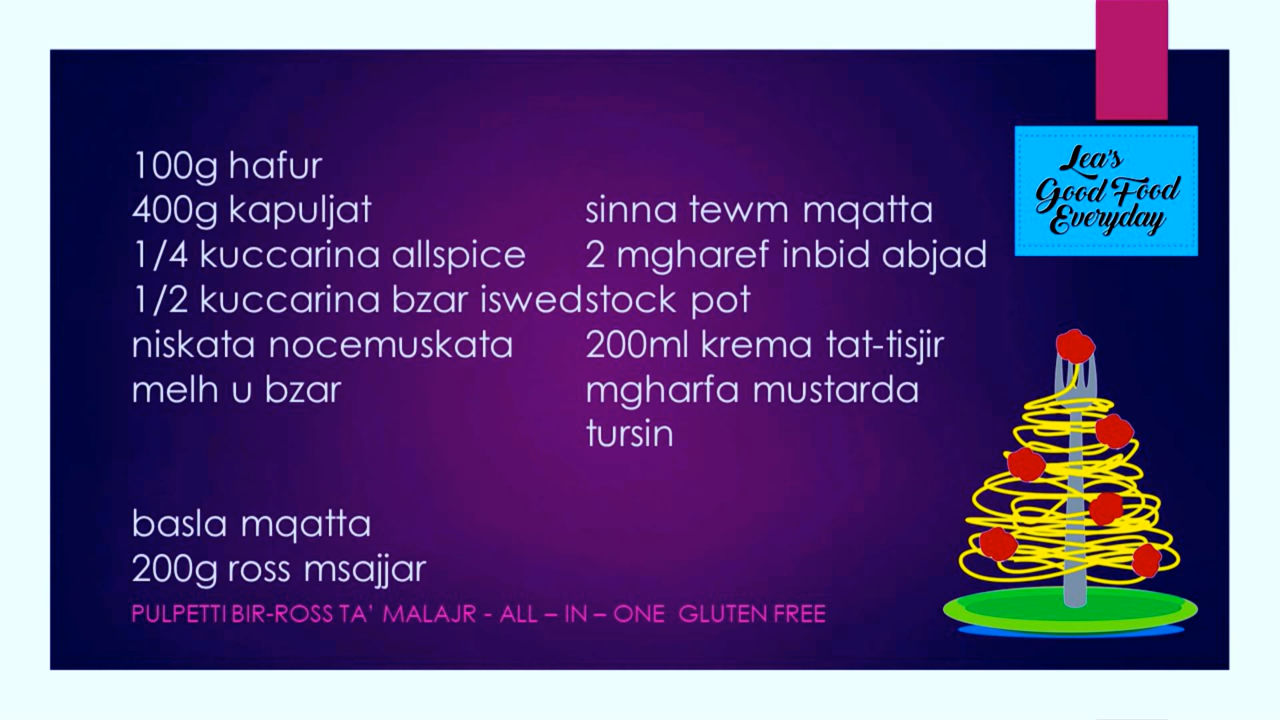 100g hafur
400g kapuljat
1/4 kuccarina allspice
1/2 kuccarina bzar iswed
niskata nocemuskata
melh u bzar
basla mqatta
200g ross msajjar
sinna tewm mqatta
2 mgharef inbid abjad
stock pot
200ml krema tat-tisjir
mgharfa mustarda
tursin
PULPETTI BIR-ROSS TA' MALAJR - ALL – IN – ONE GLUTEN FREE
Lea's
Good Food
Everyday